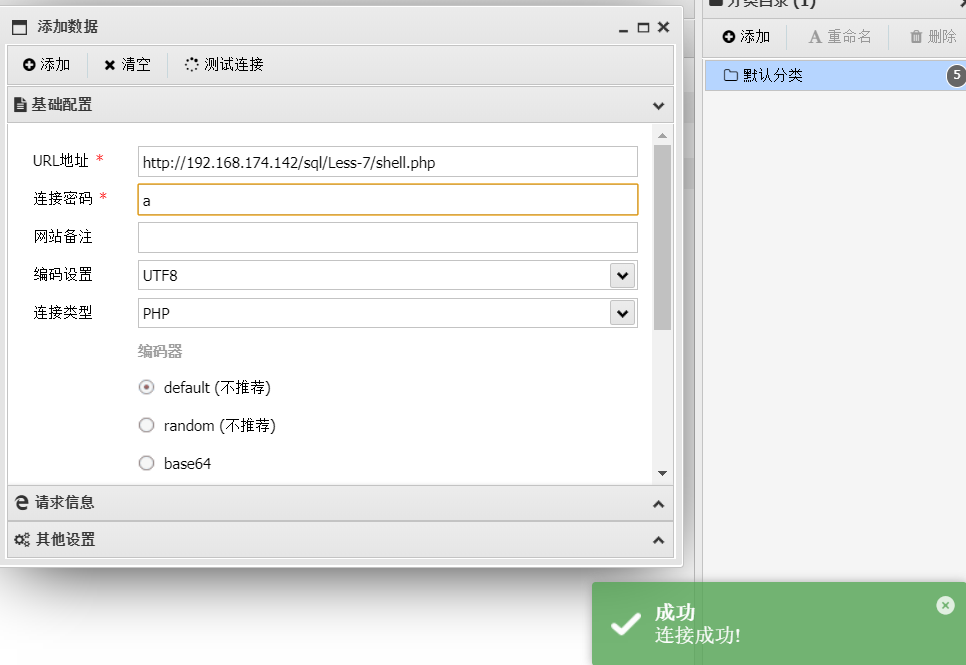 添加数据
添加 清空 测试连接
基础配置
URL地址 * http://192.168.174.142/sql/Less-7/shell.php
连接密码 * a
网站备注
编码设置 UTF8
连接类型 PHP
编码器
default (不推荐)
random (不推荐)
base64
请求信息
其他设置
分类目录 (1)
添加 重命名 删除
默认分类 5
成功
连接成功!